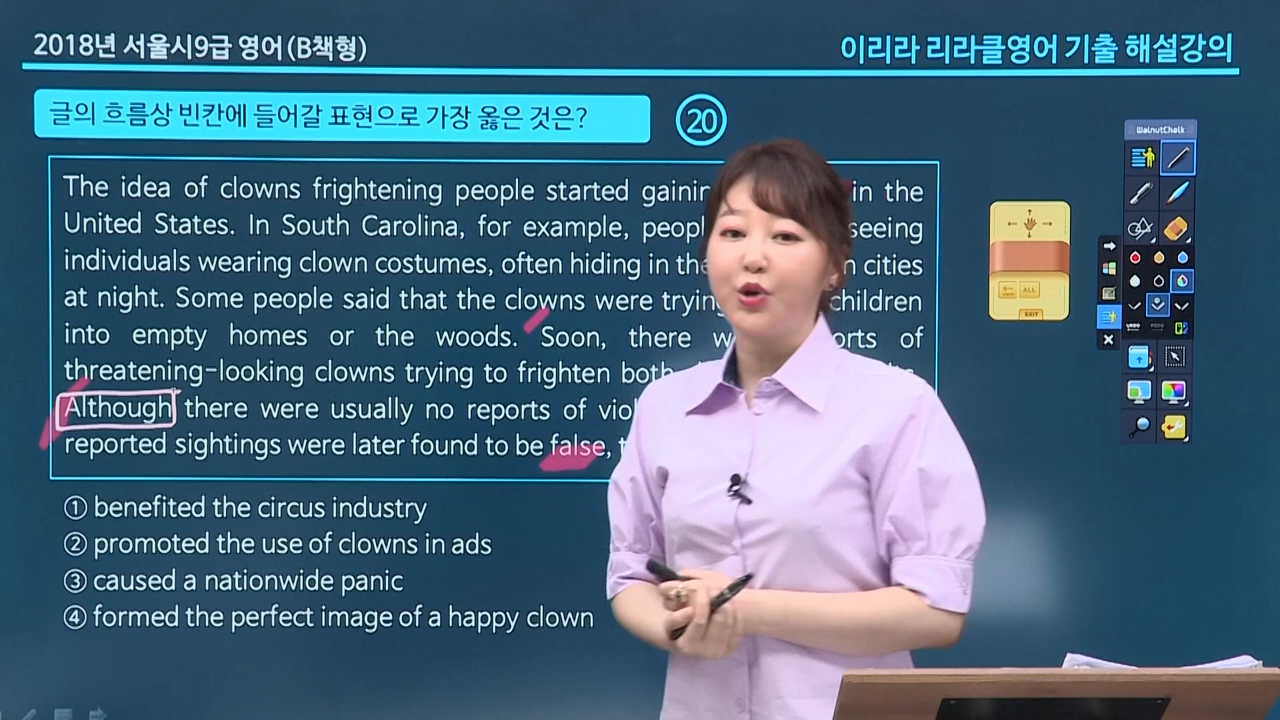 2018년 서울시9급 영어(B책형)
이리라 리라클영어 기출 해설강의
글의 흐름상 빈칸에 들어갈 표현으로 가장 옳은 것은?
20
The idea of clowns frightening people started in the
United States. In South Carolina, for example, seeing
individuals wearing clown costumes, often hiding in cities
at night. Some people said that the clowns were children
into empty homes or the woods. Soon, there of
threatening-looking clowns trying to frighten
Although there were usually no reports of
reported sightings were later found to be false,
① benefited the circus industry
② promoted the use of clowns in ads
③ caused a nationwide panic
④ formed the perfect image of a happy clown
WalnutChalk
ALL
EXIT
UNDO